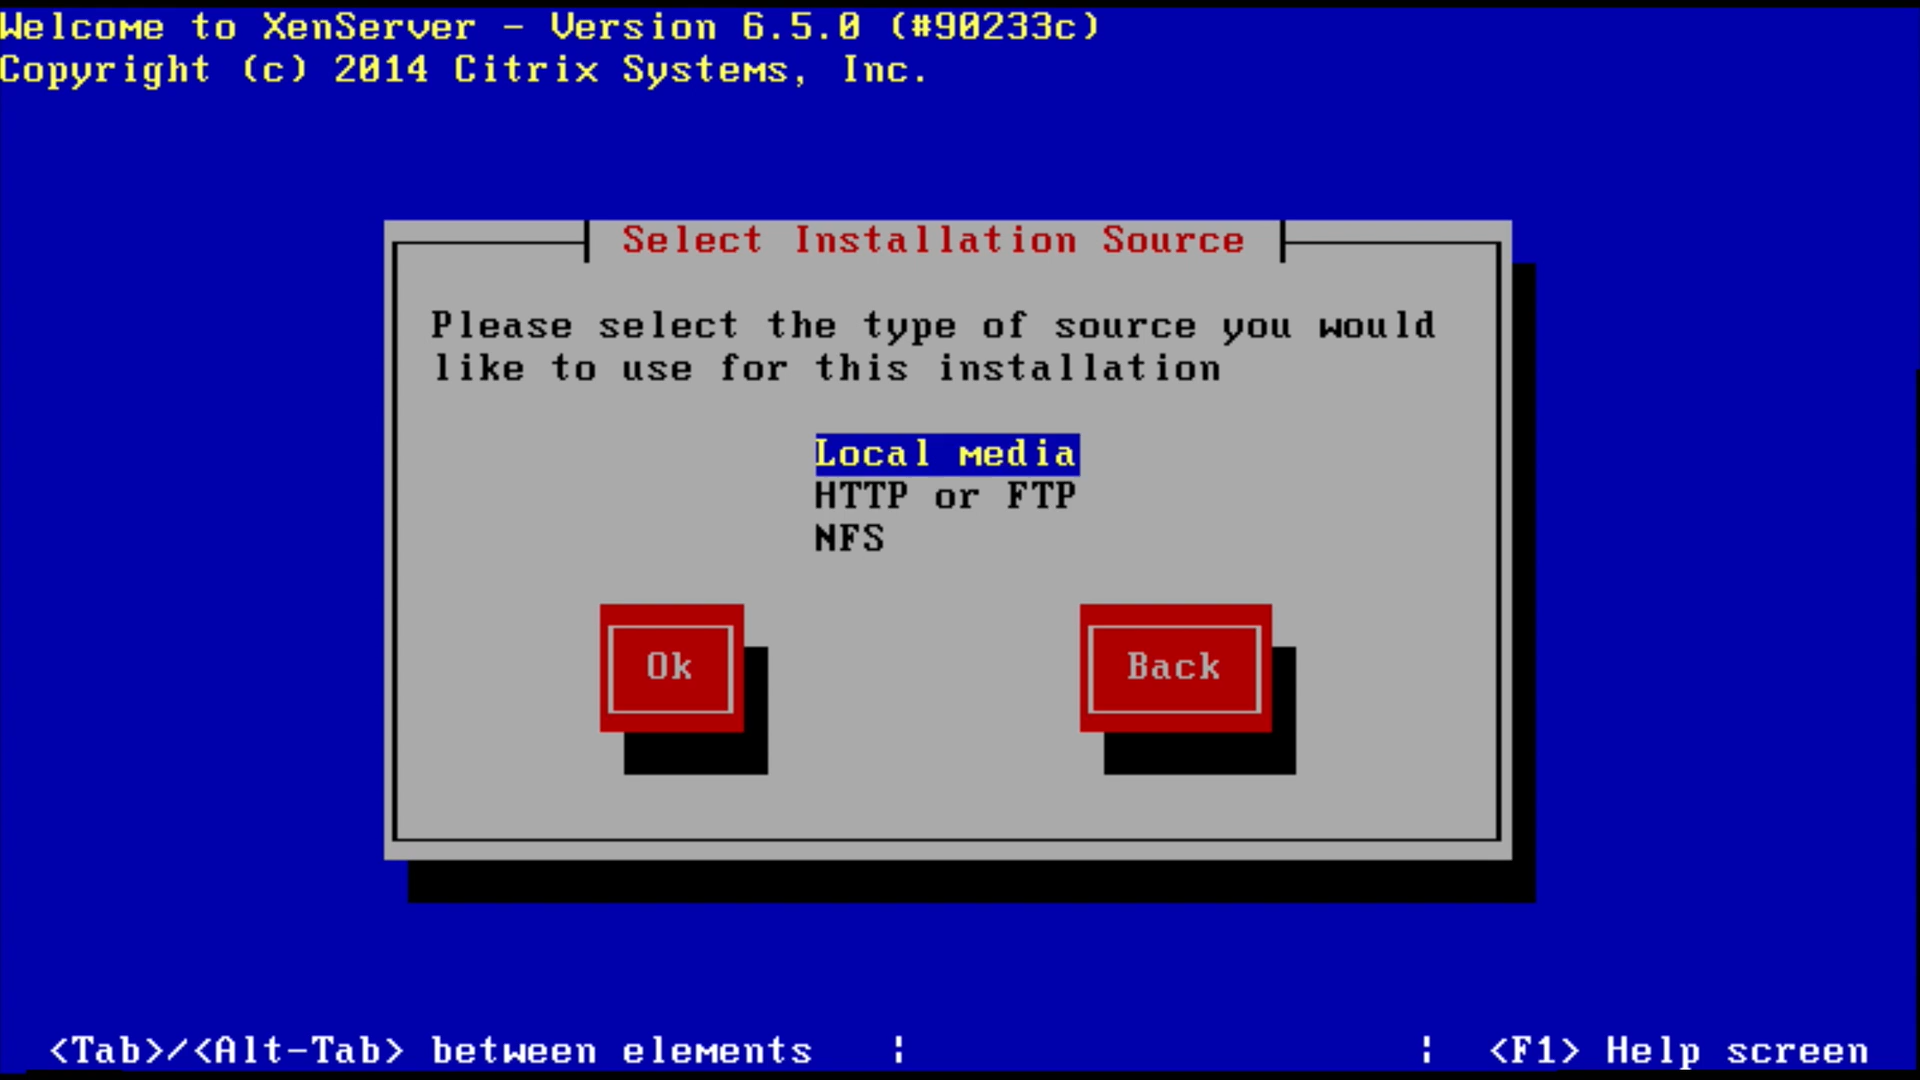 Welcome to XenServer - Version 6.5.0 (#90233c)
Copyright (c) 2014 Citrix Systems, Inc.
Select Installation Source
Please select the type of source you would
like to use for this installation
Local media
HTTP or FTP
NFS
Ok Back
<Tab>/<Alt-Tab> between elements | | <F1> Help screen